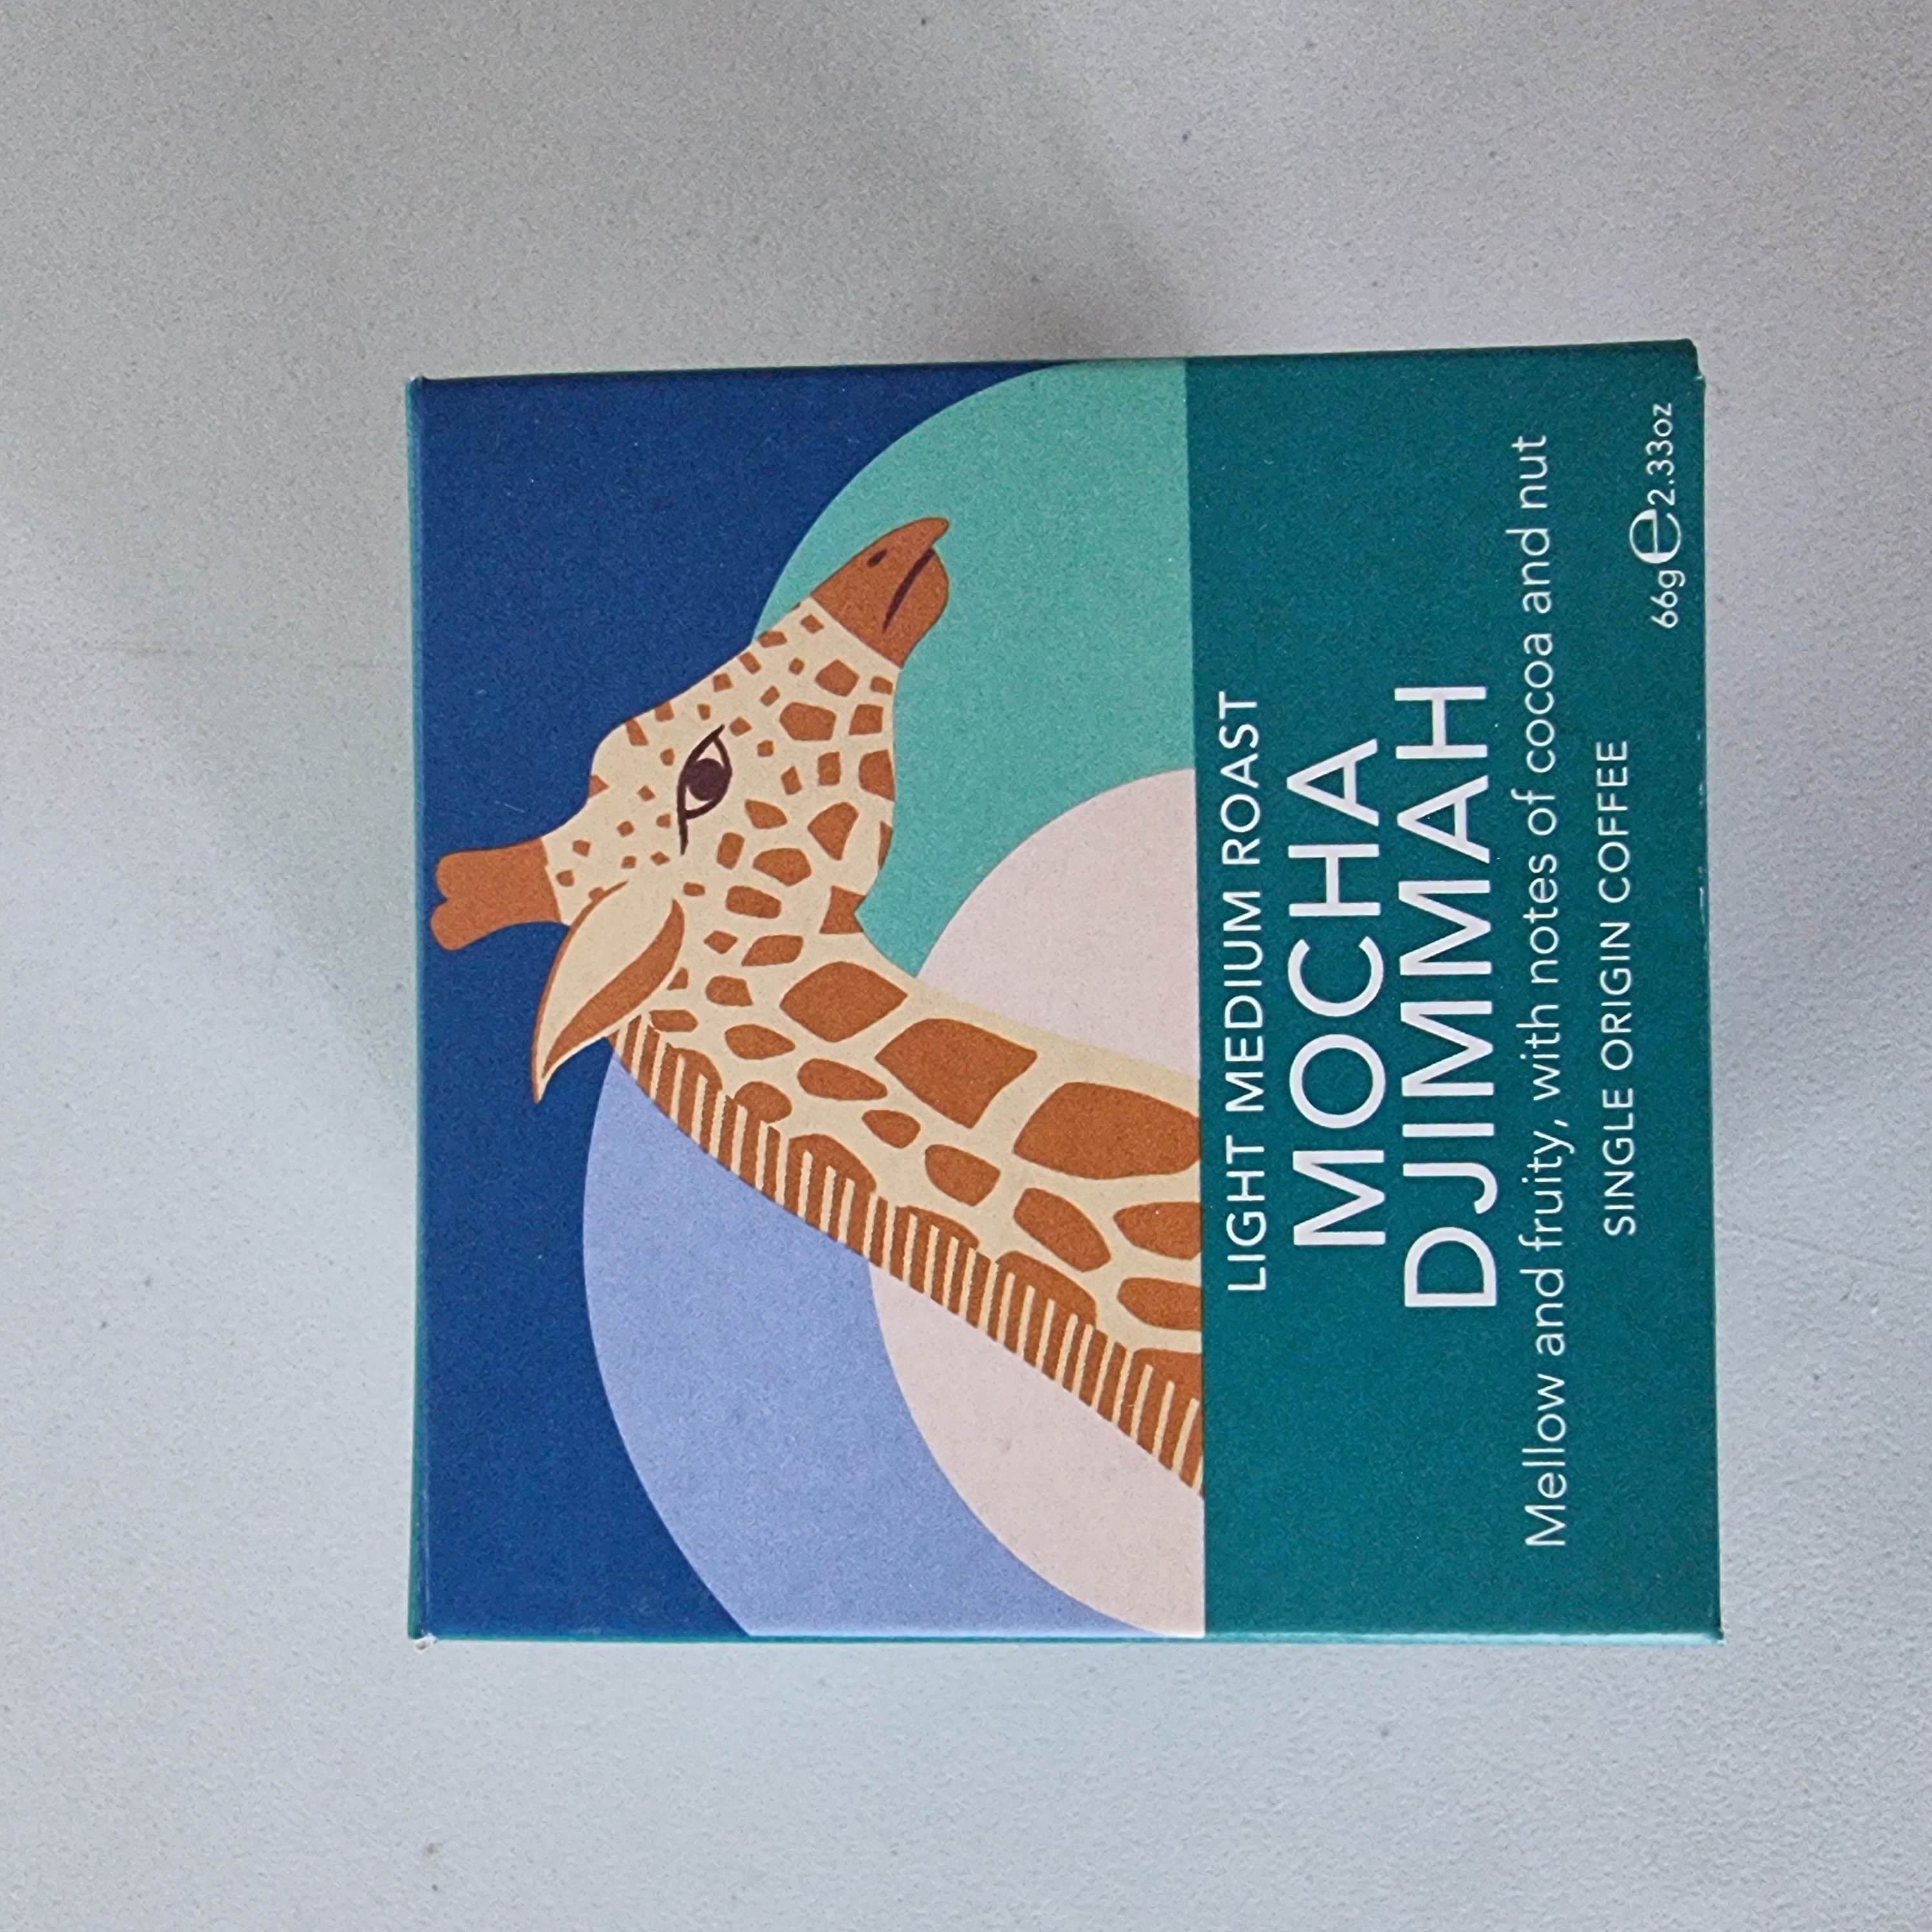 LIGHT MEDIUM ROAST
MOCHA
DJIMMAH
Mellow and fruity, with notes of cocoa and nut
SINGLE ORIGIN COFFEE
66g ℮ 2.33oz